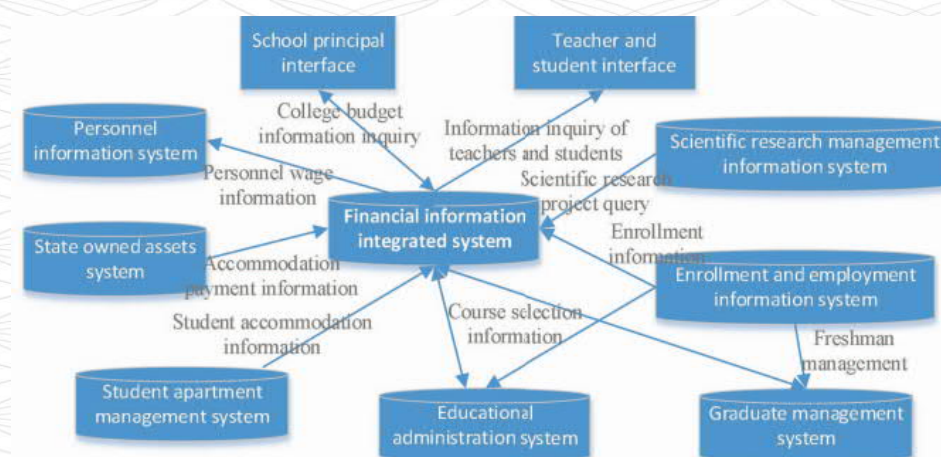 School principal
interface
Teacher and
student interface
College budget
information inquiry
Information inquiry of
teachers and students
Personnel
information system
Scientific research management
information system
Personnel wage
information
Scientific research
project query
Financial information
integrated system
Enrollment
information
State owned assets
system
Accommodation
payment information
Enrollment and employment
information system
Student accommodation
information
Course selection
information
Freshman
management
Student apartment
management system
Educational
administration system
Graduate management
system